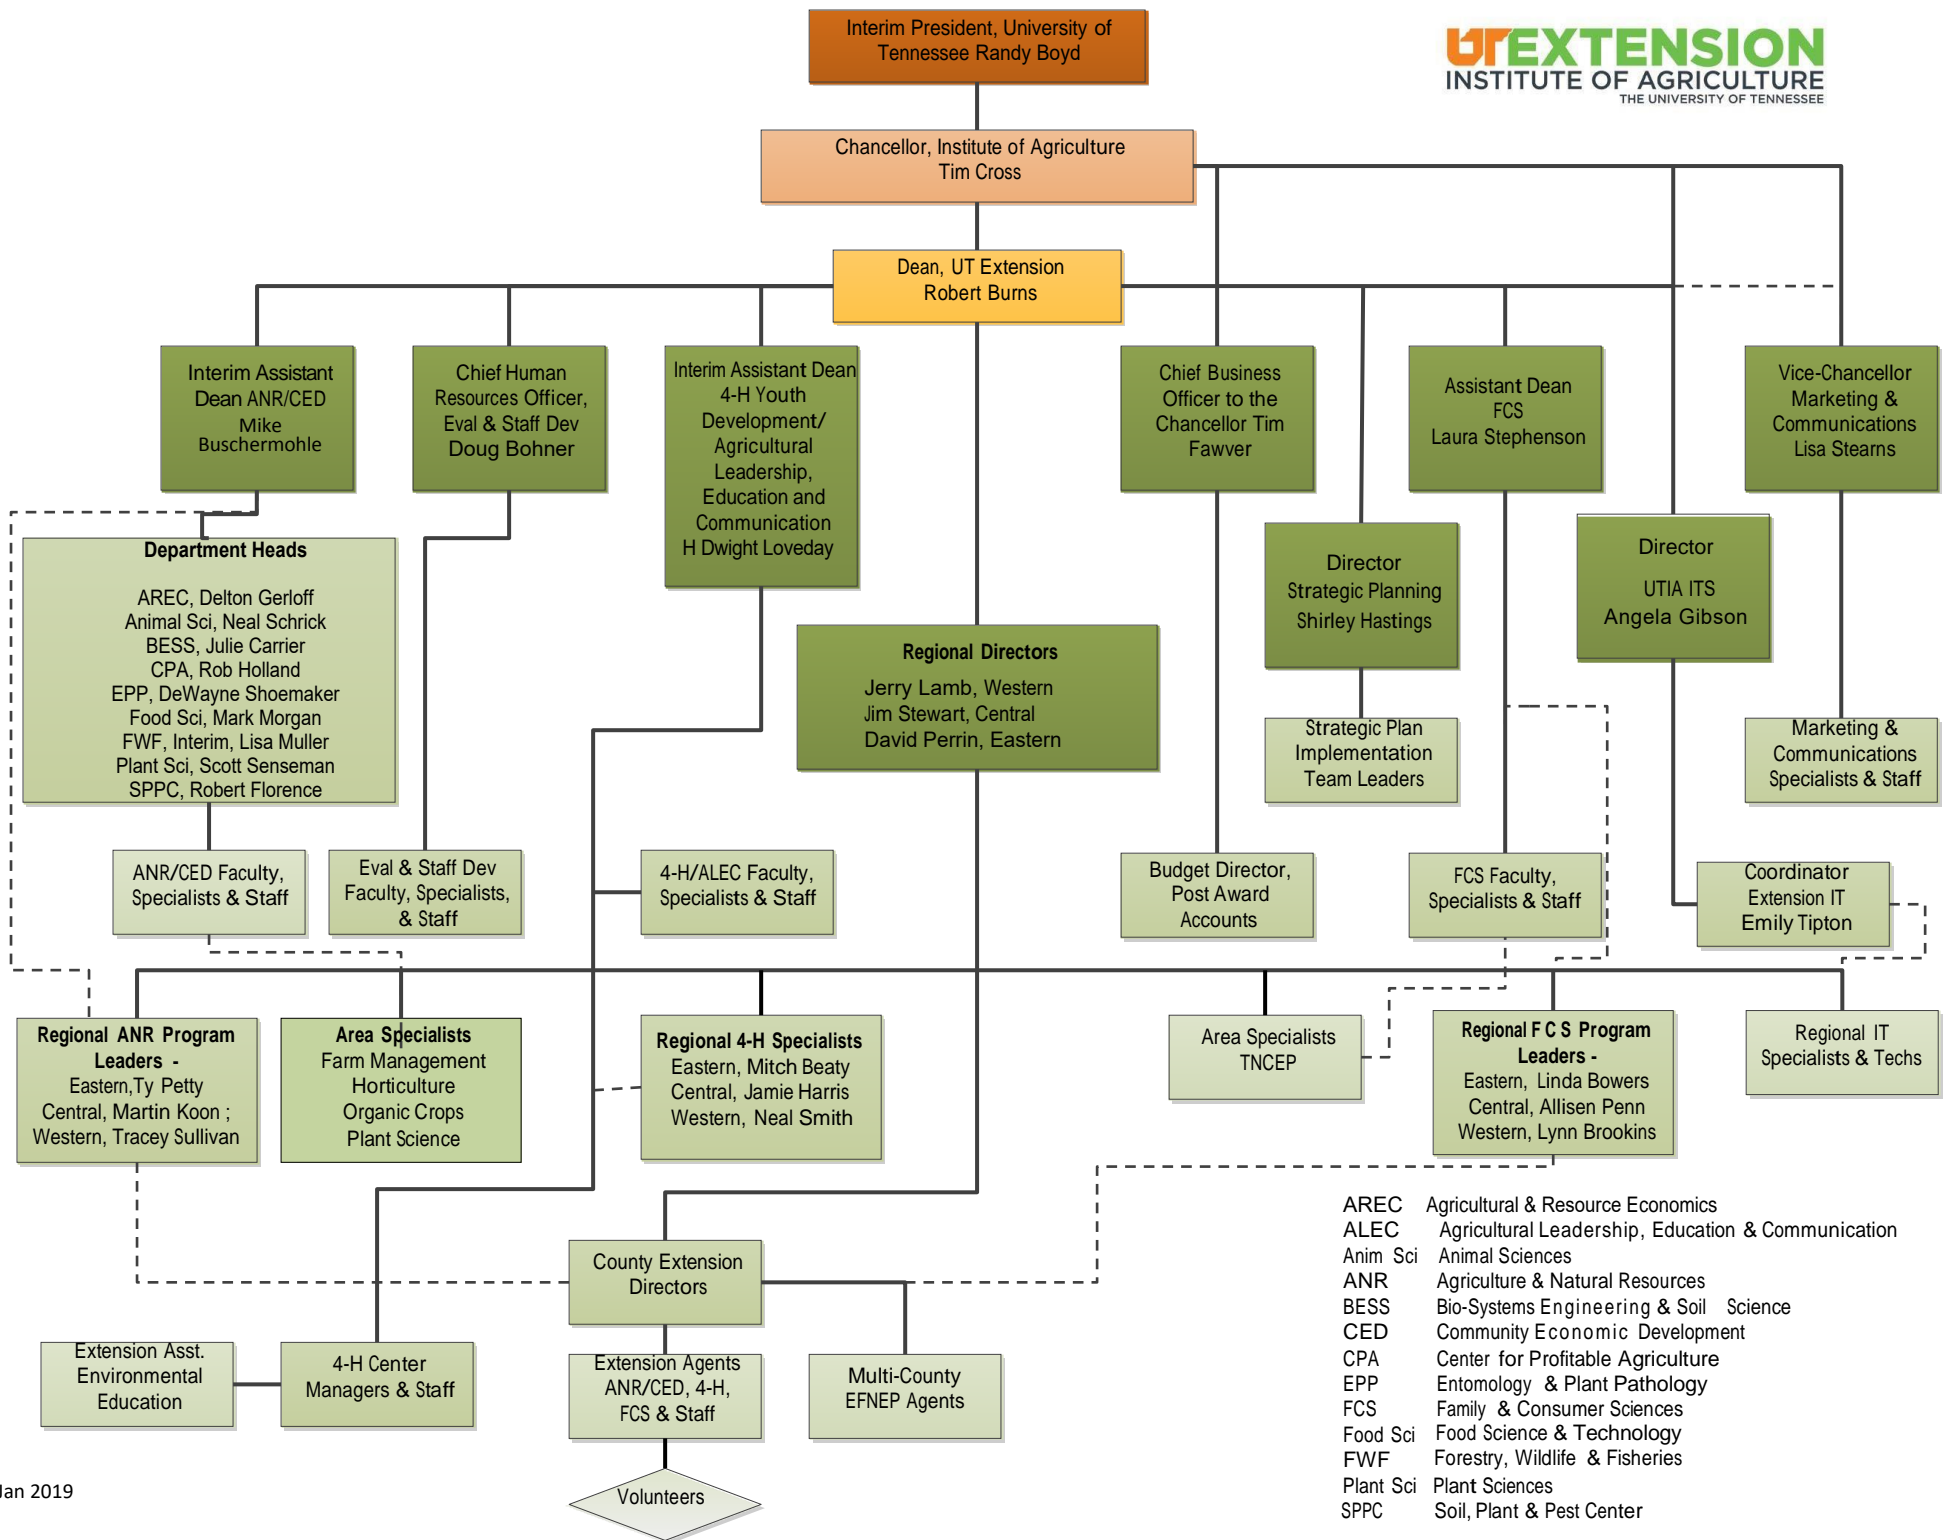 Interim President, University of
Tennessee Randy Boyd
UTEXTENSION
INSTITUTE OF AGRICULTURE
THE UNIVERSITY OF TENNESSEE
Chancellor, Institute of Agriculture
Tim Cross
Dean, UT Extension
Robert Burns
Interim Assistant
Dean ANR/CED
Mike
Buschermohle
Chief Human
Resources Officer,
Eval & Staff Dev
Doug Bohner
Interim Assistant Dean
4-H Youth
Development/
Agricultural
Leadership,
Education and
Communication
H Dwight Loveday
Chief Business
Officer to the
Chancellor Tim
Fawver
Assistant Dean
FCS
Laura Stephenson
Vice-Chancellor
Marketing &
Communications
Lisa Stearns
Department Heads
AREC, Delton Gerloff
Animal Sci, Neal Schrick
BESS, Julie Carrier
CPA, Rob Holland
EPP, DeWayne Shoemaker
Food Sci, Mark Morgan
FWF, Interim, Lisa Muller
Plant Sci, Scott Senseman
SPPC, Robert Florence
Regional Directors
Jerry Lamb, Western
Jim Stewart, Central
David Perrin, Eastern
Director
Strategic Planning
Shirley Hastings
Director
UTIA ITS
Angela Gibson
Strategic Plan
Implementation
Team Leaders
Marketing &
Communications
Specialists & Staff
ANR/CED Faculty,
Specialists & Staff
Eval & Staff Dev
Faculty, Specialists,
& Staff
4-H/ALEC Faculty,
Specialists & Staff
Budget Director,
Post Award
Accounts
FCS Faculty,
Specialists & Staff
Coordinator
Extension IT
Emily Tipton
Regional ANR Program
Leaders -
Eastern,Ty Petty
Central, Martin Koon ;
Western, Tracey Sullivan
Area Specialists
Farm Management
Horticulture
Organic Crops
Plant Science
Regional 4-H Specialists
Eastern, Mitch Beaty
Central, Jamie Harris
Western, Neal Smith
Area Specialists
TNCEP
Regional F C S Program
Leaders -
Eastern, Linda Bowers
Central, Allisen Penn
Western, Lynn Brookins
Regional IT
Specialists & Techs
County Extension
Directors
Extension Asst.
Environmental
Education
4-H Center
Managers & Staff
Extension Agents
ANR/CED, 4-H,
FCS & Staff
Multi-County
EFNEP Agents
Volunteers
AREC Agricultural & Resource Economics
ALEC Agricultural Leadership, Education & Communication
Anim Sci Animal Sciences
ANR Agriculture & Natural Resources
BESS Bio-Systems Engineering & Soil Science
CED Community Economic Development
CPA Center for Profitable Agriculture
EPP Entomology & Plant Pathology
FCS Family & Consumer Sciences
Food Sci Food Science & Technology
FWF Forestry, Wildlife & Fisheries
Plant Sci Plant Sciences
SPPC Soil, Plant & Pest Center
Jan 2019